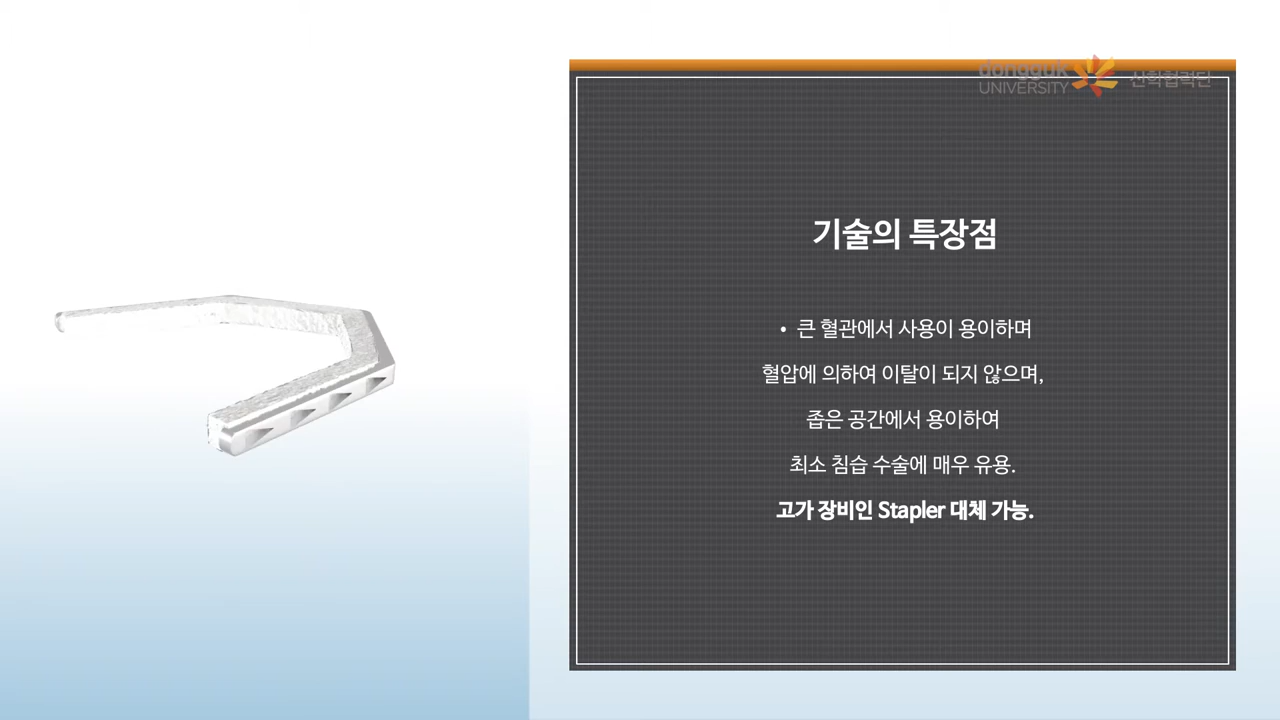 dongguk
UNIVERSITY
산학협력단
기술의 특장점
• 큰 혈관에서 사용이 용이하며
혈압에 의하여 이탈이 되지 않으며,
좁은 공간에서 용이하여
최소 침습 수술에 매우 유용.
고가 장비인 Stapler 대체 가능.